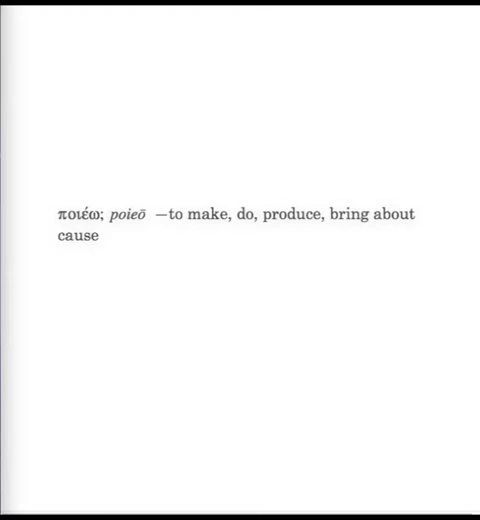 ποιέω; poieō —to make, do, produce, bring about
cause